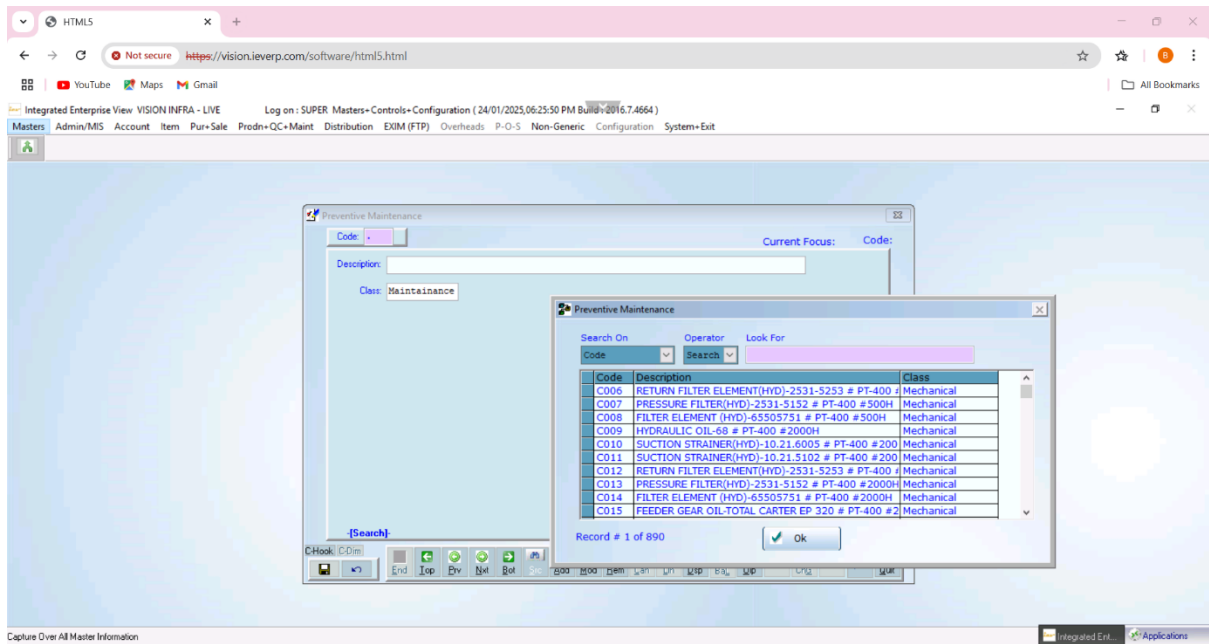 HTML5
Not secure https://vision.ieverp.com/software/html5.html
B
YouTube Maps Gmail All Bookmarks
Integrated Enterprise View VISION INFRA - LIVE Log on : SUPER Masters+Controls+Configuration ( 24/01/2025,06:25:50 PM Build : 2016.7.4664 )
Masters Admin/MIS Account Item Pur+Sale Prodn+QC+Maint Distribution EXIM (FTP) Overheads P-O-S Non-Generic Configuration System+Exit
Preventive Maintenance
Code: .
Current Focus: Code:
Description:
Class: Maintainance
Preventive Maintenance
Search On Operator Look For
Code Search
Code Description Class
C006 RETURN FILTER ELEMENT(HYD)-2531-5253 # PT-400 # Mechanical
C007 PRESSURE FILTER(HYD)-2531-5152 # PT-400 #500H Mechanical
C008 FILTER ELEMENT (HYD)-65505751 # PT-400 #500H Mechanical
C009 HYDRAULIC OIL-68 # PT-400 #2000H Mechanical
C010 SUCTION STRAINER(HYD)-10.21.6005 # PT-400 #200 Mechanical
C011 SUCTION STRAINER(HYD)-10.21.5102 # PT-400 #200 Mechanical
C012 RETURN FILTER ELEMENT(HYD)-2531-5253 # PT-400 # Mechanical
C013 PRESSURE FILTER(HYD)-2531-5152 # PT-400 #2000H Mechanical
C014 FILTER ELEMENT (HYD)-65505751 # PT-400 #2000H Mechanical
C015 FEEDER GEAR OIL-TOTAL CARTER EP 320 # PT-400 #2 Mechanical
Record # 1 of 890
Ok
-[Search]-
C-Hook C-Dim
End Top Prv Nxt Bot Src Add Mod Rem Can Dsp Quit
Capture Over All Master Information
Integrated Ent... Applications